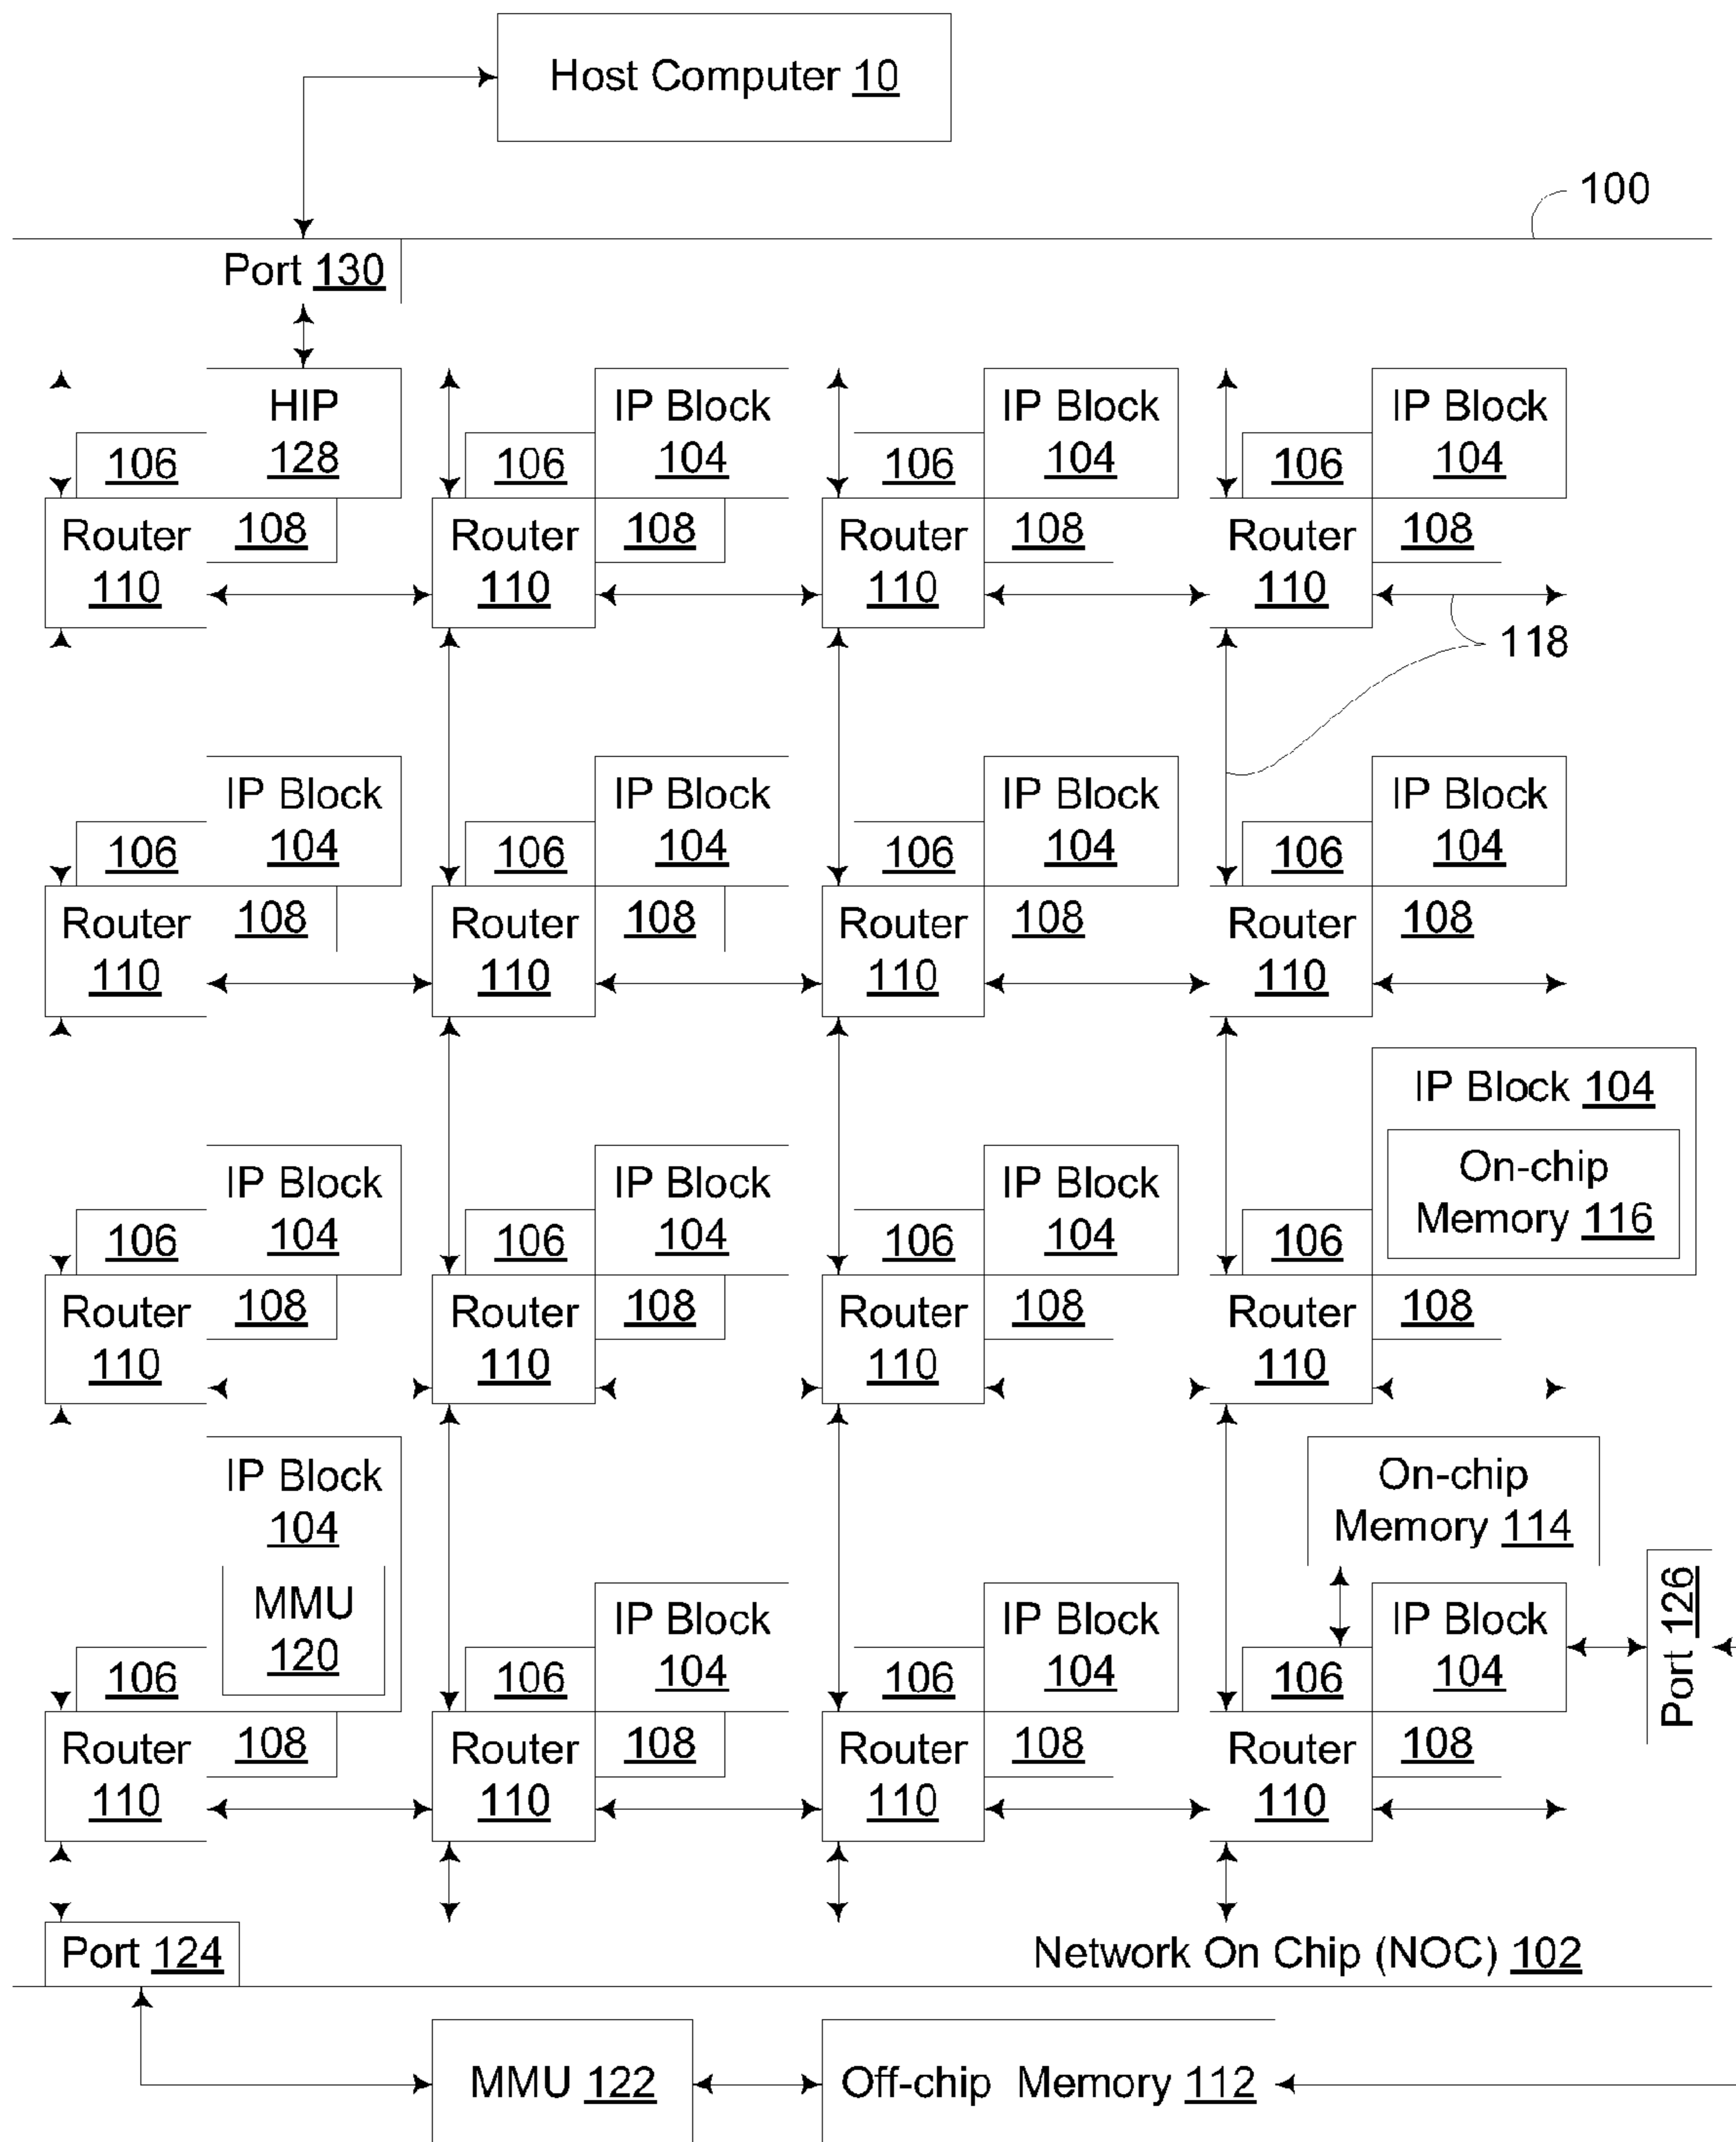 Host Computer 10
100
Port 130
HIP
128
IP Block
104
IP Block
104
IP Block
104
106
106
106
106
Router
110
108
Router
110
108
Router
110
108
Router
110
108
118
IP Block
104
IP Block
104
IP Block
104
IP Block
104
106
106
106
106
Router
110
108
Router
110
108
Router
110
108
Router
110
108
IP Block 104
On-chip
Memory 116
IP Block
104
IP Block
104
IP Block
104
106
106
106
106
Router
110
108
Router
110
108
Router
110
108
Router
110
108
IP Block
104
MMU
120
On-chip
Memory 114
IP Block
104
IP Block
104
IP Block
104
Port 126
106
106
106
106
Router
110
108
Router
110
108
Router
110
108
Router
110
108
Port 124
Network On Chip (NOC) 102
MMU 122
Off-chip Memory 112